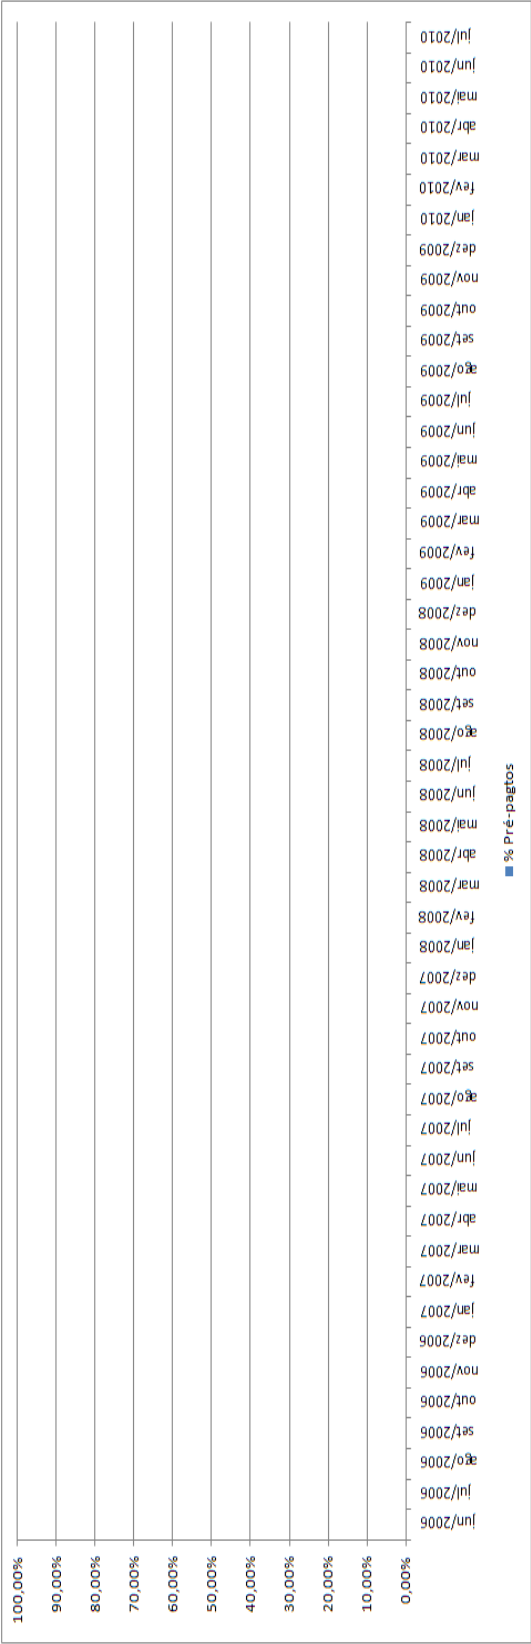 100,00%
90,00%
80,00%
70,00%
60,00%
50,00%
40,00%
30,00%
20,00%
10,00%
0,00%
jun/2006
jul/2006
ago/2006
set/2006
out/2006
nov/2006
dez/2006
jan/2007
fev/2007
mar/2007
abr/2007
mai/2007
jun/2007
jul/2007
ago/2007
set/2007
out/2007
nov/2007
dez/2007
jan/2008
fev/2008
mar/2008
abr/2008
mai/2008
jun/2008
jul/2008
ago/2008
set/2008
out/2008
nov/2008
dez/2008
jan/2009
fev/2009
mar/2009
abr/2009
mai/2009
jun/2009
jul/2009
ago/2009
set/2009
out/2009
nov/2009
dez/2009
jan/2010
fev/2010
mar/2010
abr/2010
mai/2010
jun/2010
jul/2010
% Pré-pagtos